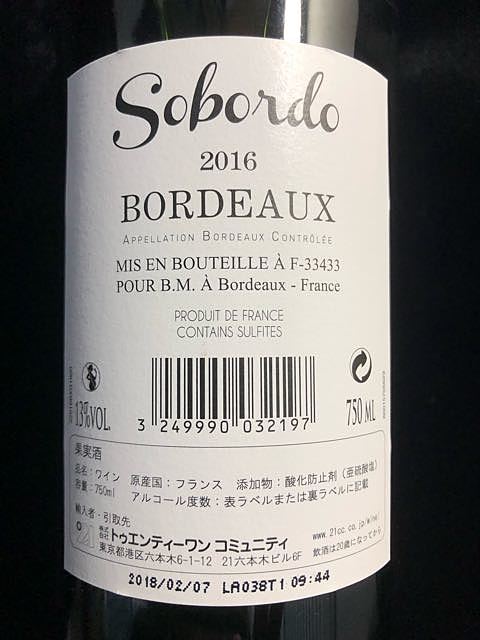 Sobordo
2016
BORDEAUX
APPELLATION BORDEAUX CONTRÔLÉE
MIS EN BOUTEILLE À F-33433
POUR B.M. À Bordeaux - France
PRODUIT DE FRANCE
CONTAINS SULFITES
13%VOL.
3 249990 032197
750 ML
果実酒
品名：ワイン 原産国：フランス 添加物：酸化防止剤（亜硫酸塩）
容量：750ml アルコール度数：表ラベルまたは裏ラベルに記載
輸入者・引取先
株式会社 トゥエンティーワン コミュニティ
www.21cc.co.jp/wine/
東京都港区六本木6-1-12 21六本木ビル6F
飲酒は20歳になってから
2018/02/07 LA038T1 09:44